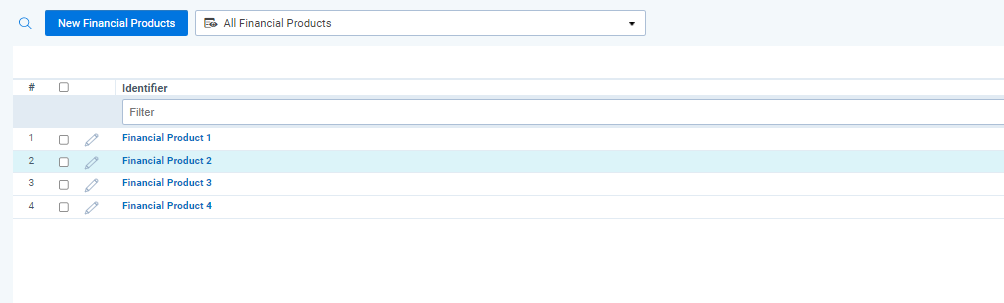 New Financial Products All Financial Products
# Identifier
Filter
1 Financial Product 1
2 Financial Product 2
3 Financial Product 3
4 Financial Product 4